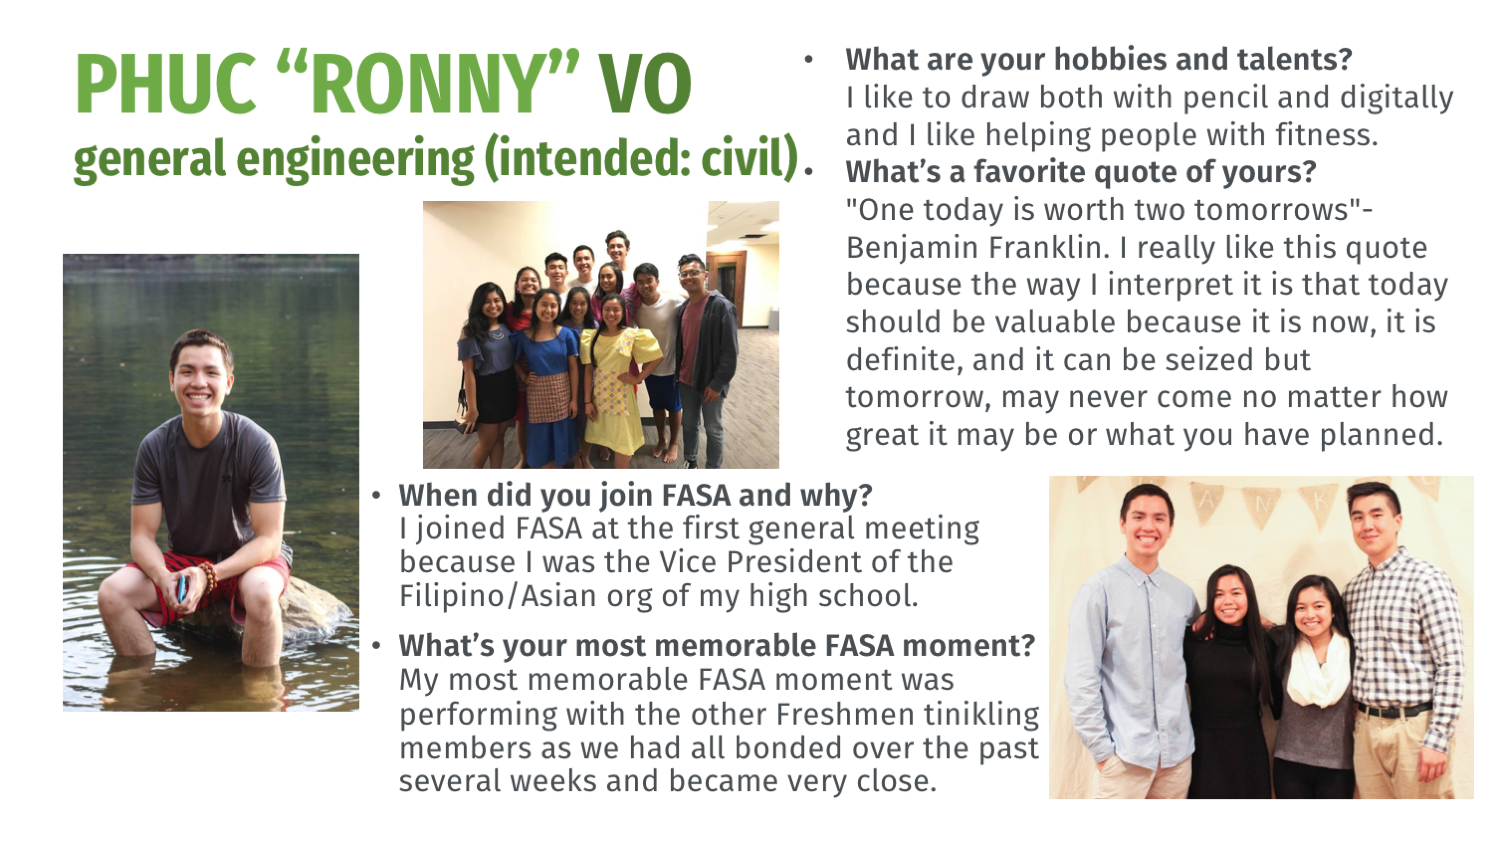 PHUC “RONNY” VO
general engineering (intended: civil)
• When did you join FASA and why?
I joined FASA at the first general meeting
because I was the Vice President of the
Filipino/Asian org of my high school.
• What’s your most memorable FASA moment?
My most memorable FASA moment was
performing with the other Freshmen tinikling
members as we had all bonded over the past
several weeks and became very close.
• What are your hobbies and talents?
I like to draw both with pencil and digitally
and I like helping people with fitness.
• What’s a favorite quote of yours?
"One today is worth two tomorrows"-
Benjamin Franklin. I really like this quote
because the way I interpret it is that today
should be valuable because it is now, it is
definite, and it can be seized but
tomorrow, may never come no matter how
great it may be or what you have planned.
A N K